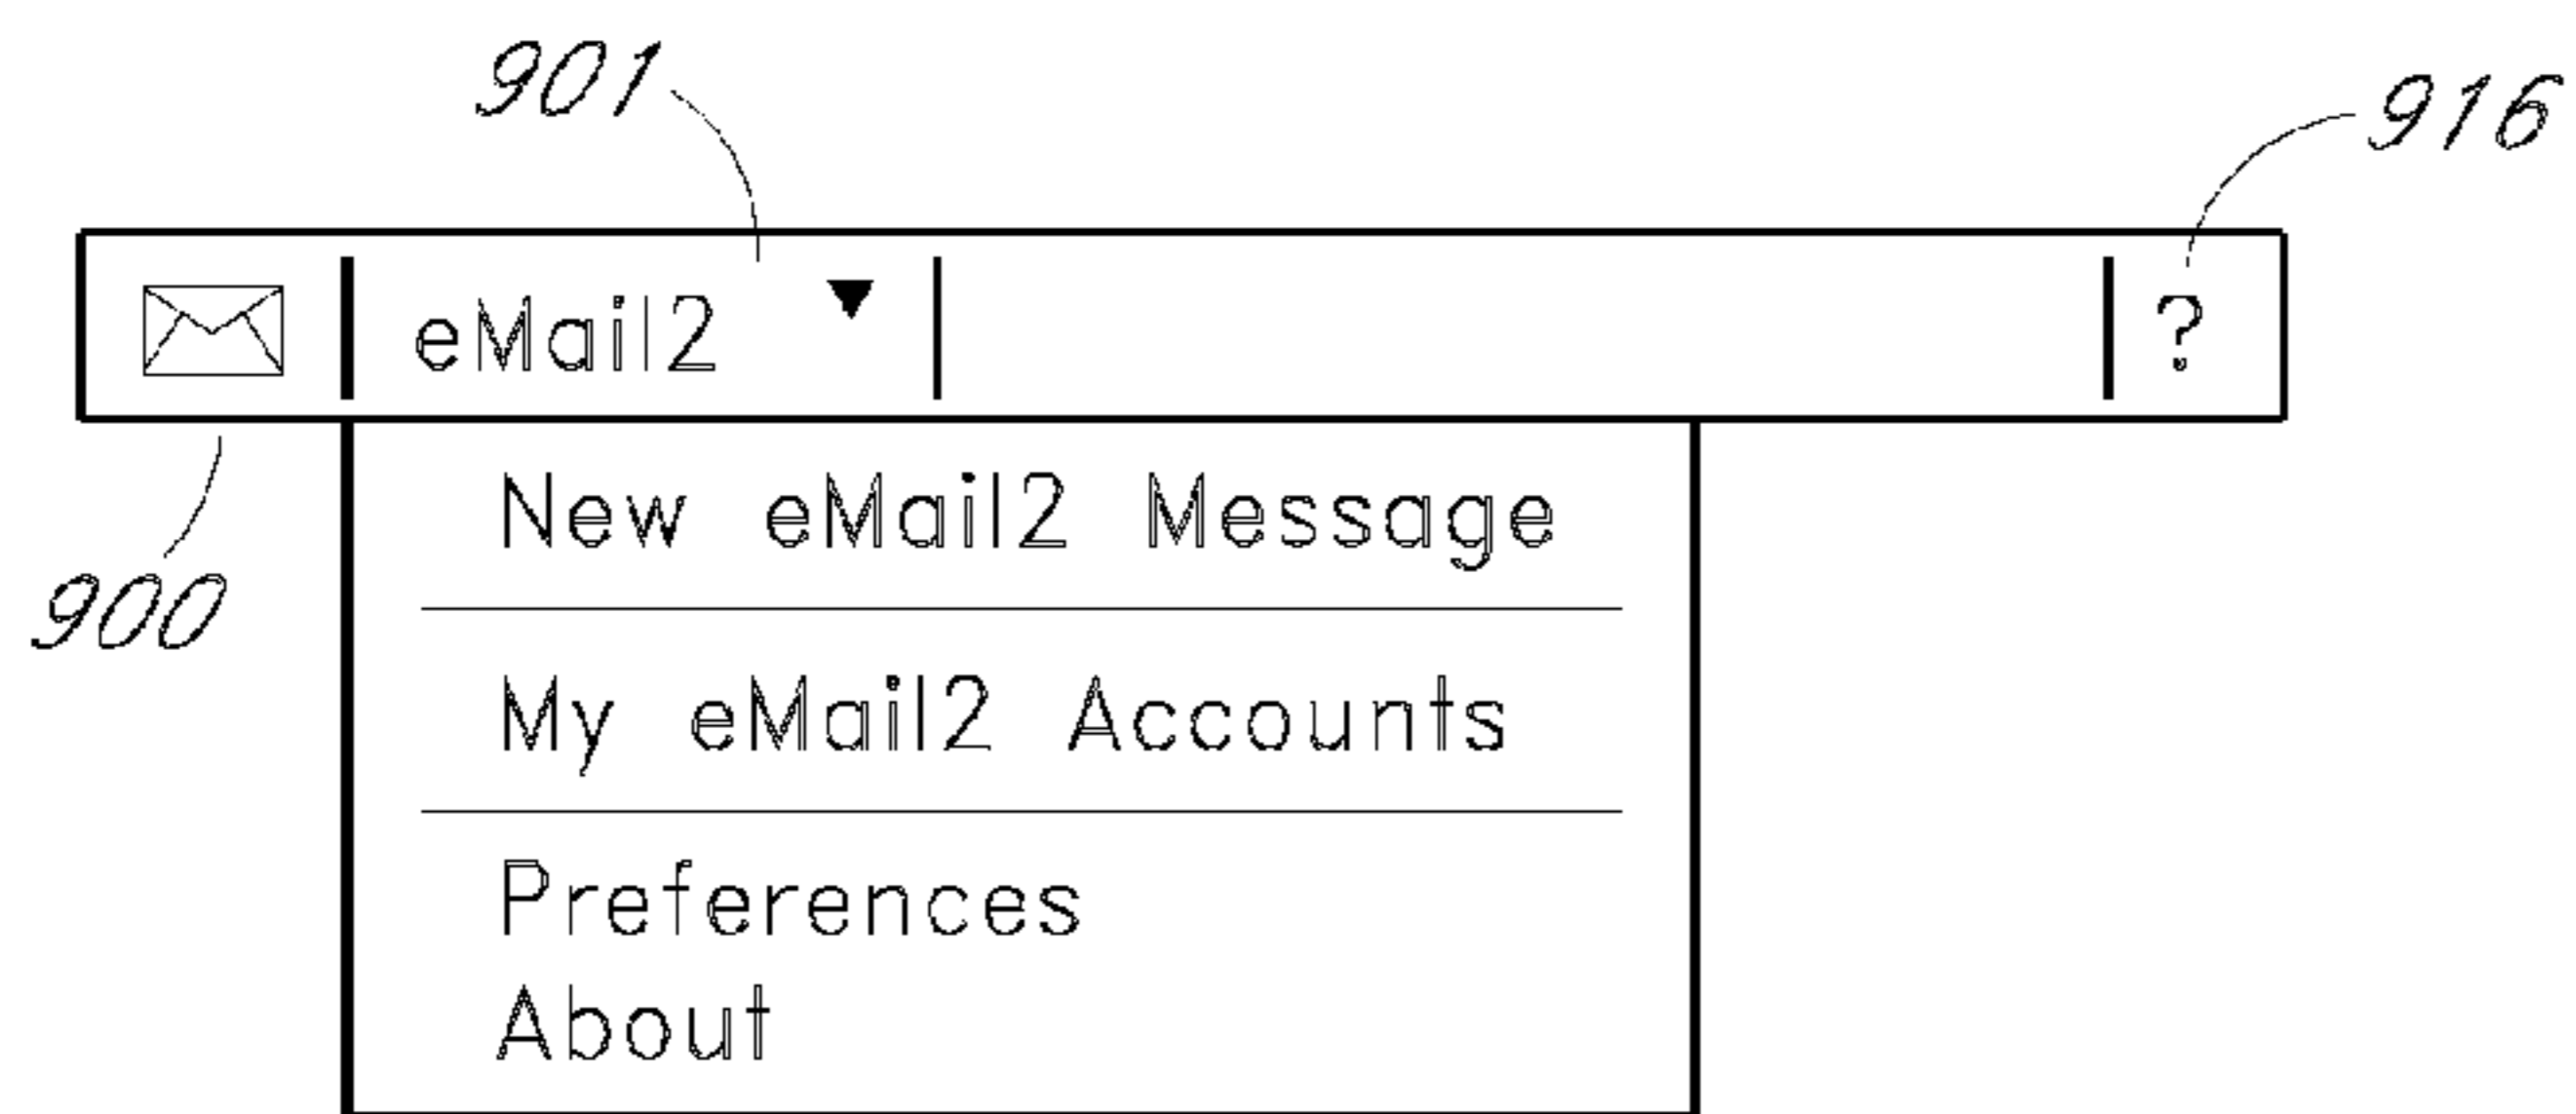 901
916
eMail2 ?
900
New eMail2 Message
My eMail2 Accounts
Preferences
About